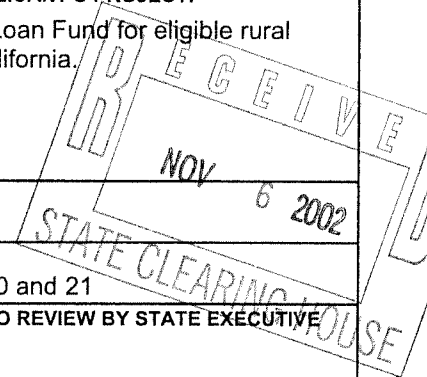 Loan Fund for eligible rural
lifornia.
RECEIVED
NOV 6 2002
STATE CLEARING HOUSE
0 and 21
O REVIEW BY STATE EXECUTIVE